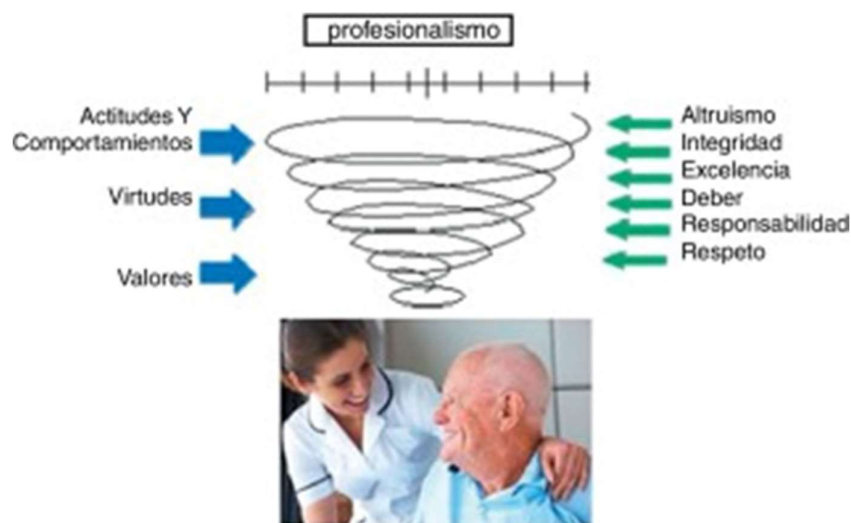 profesionalismo
Actitudes Y
Comportamientos
Virtudes
Valores
Altruismo
Integridad
Excelencia
Deber
Responsabilidad
Respeto